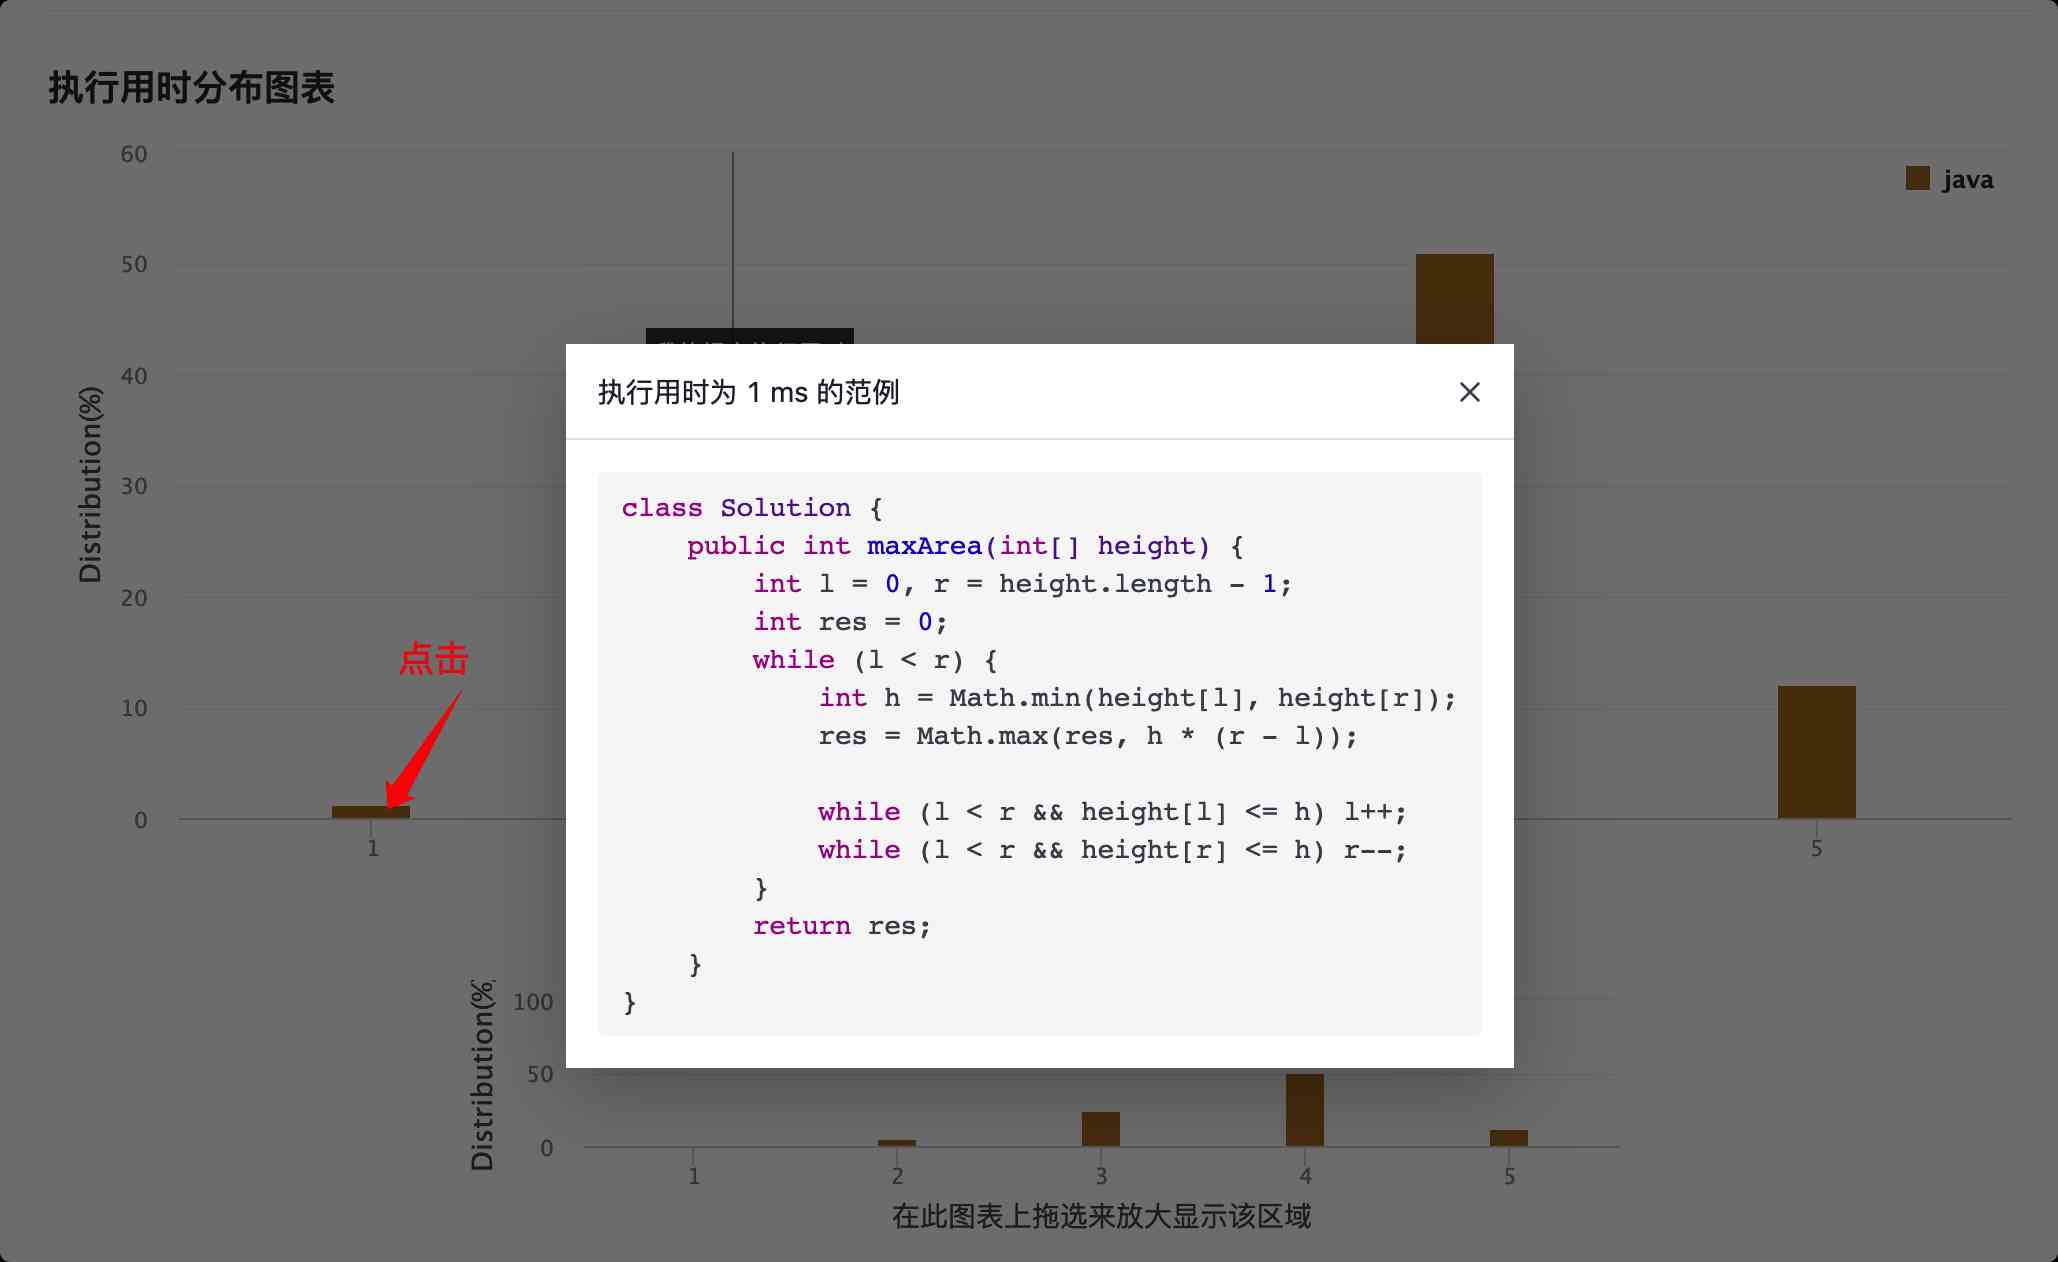 执行用时分布图表
60
java
50
40
30
20
10
0
Distribution(%)
点击
1
5
执行用时为 1 ms 的范例
class Solution {
public int maxArea(int[] height) {
int l = 0, r = height.length - 1;
int res = 0;
while (l < r) {
int h = Math.min(height[l], height[r]);
res = Math.max(res, h * (r - l));
while (l < r && height[l] <= h) l++;
while (l < r && height[r] <= h) r--;
}
return res;
}
}
Distribution(%
100
50
0
1 2 3 4 5
在此图表上拖选来放大显示该区域